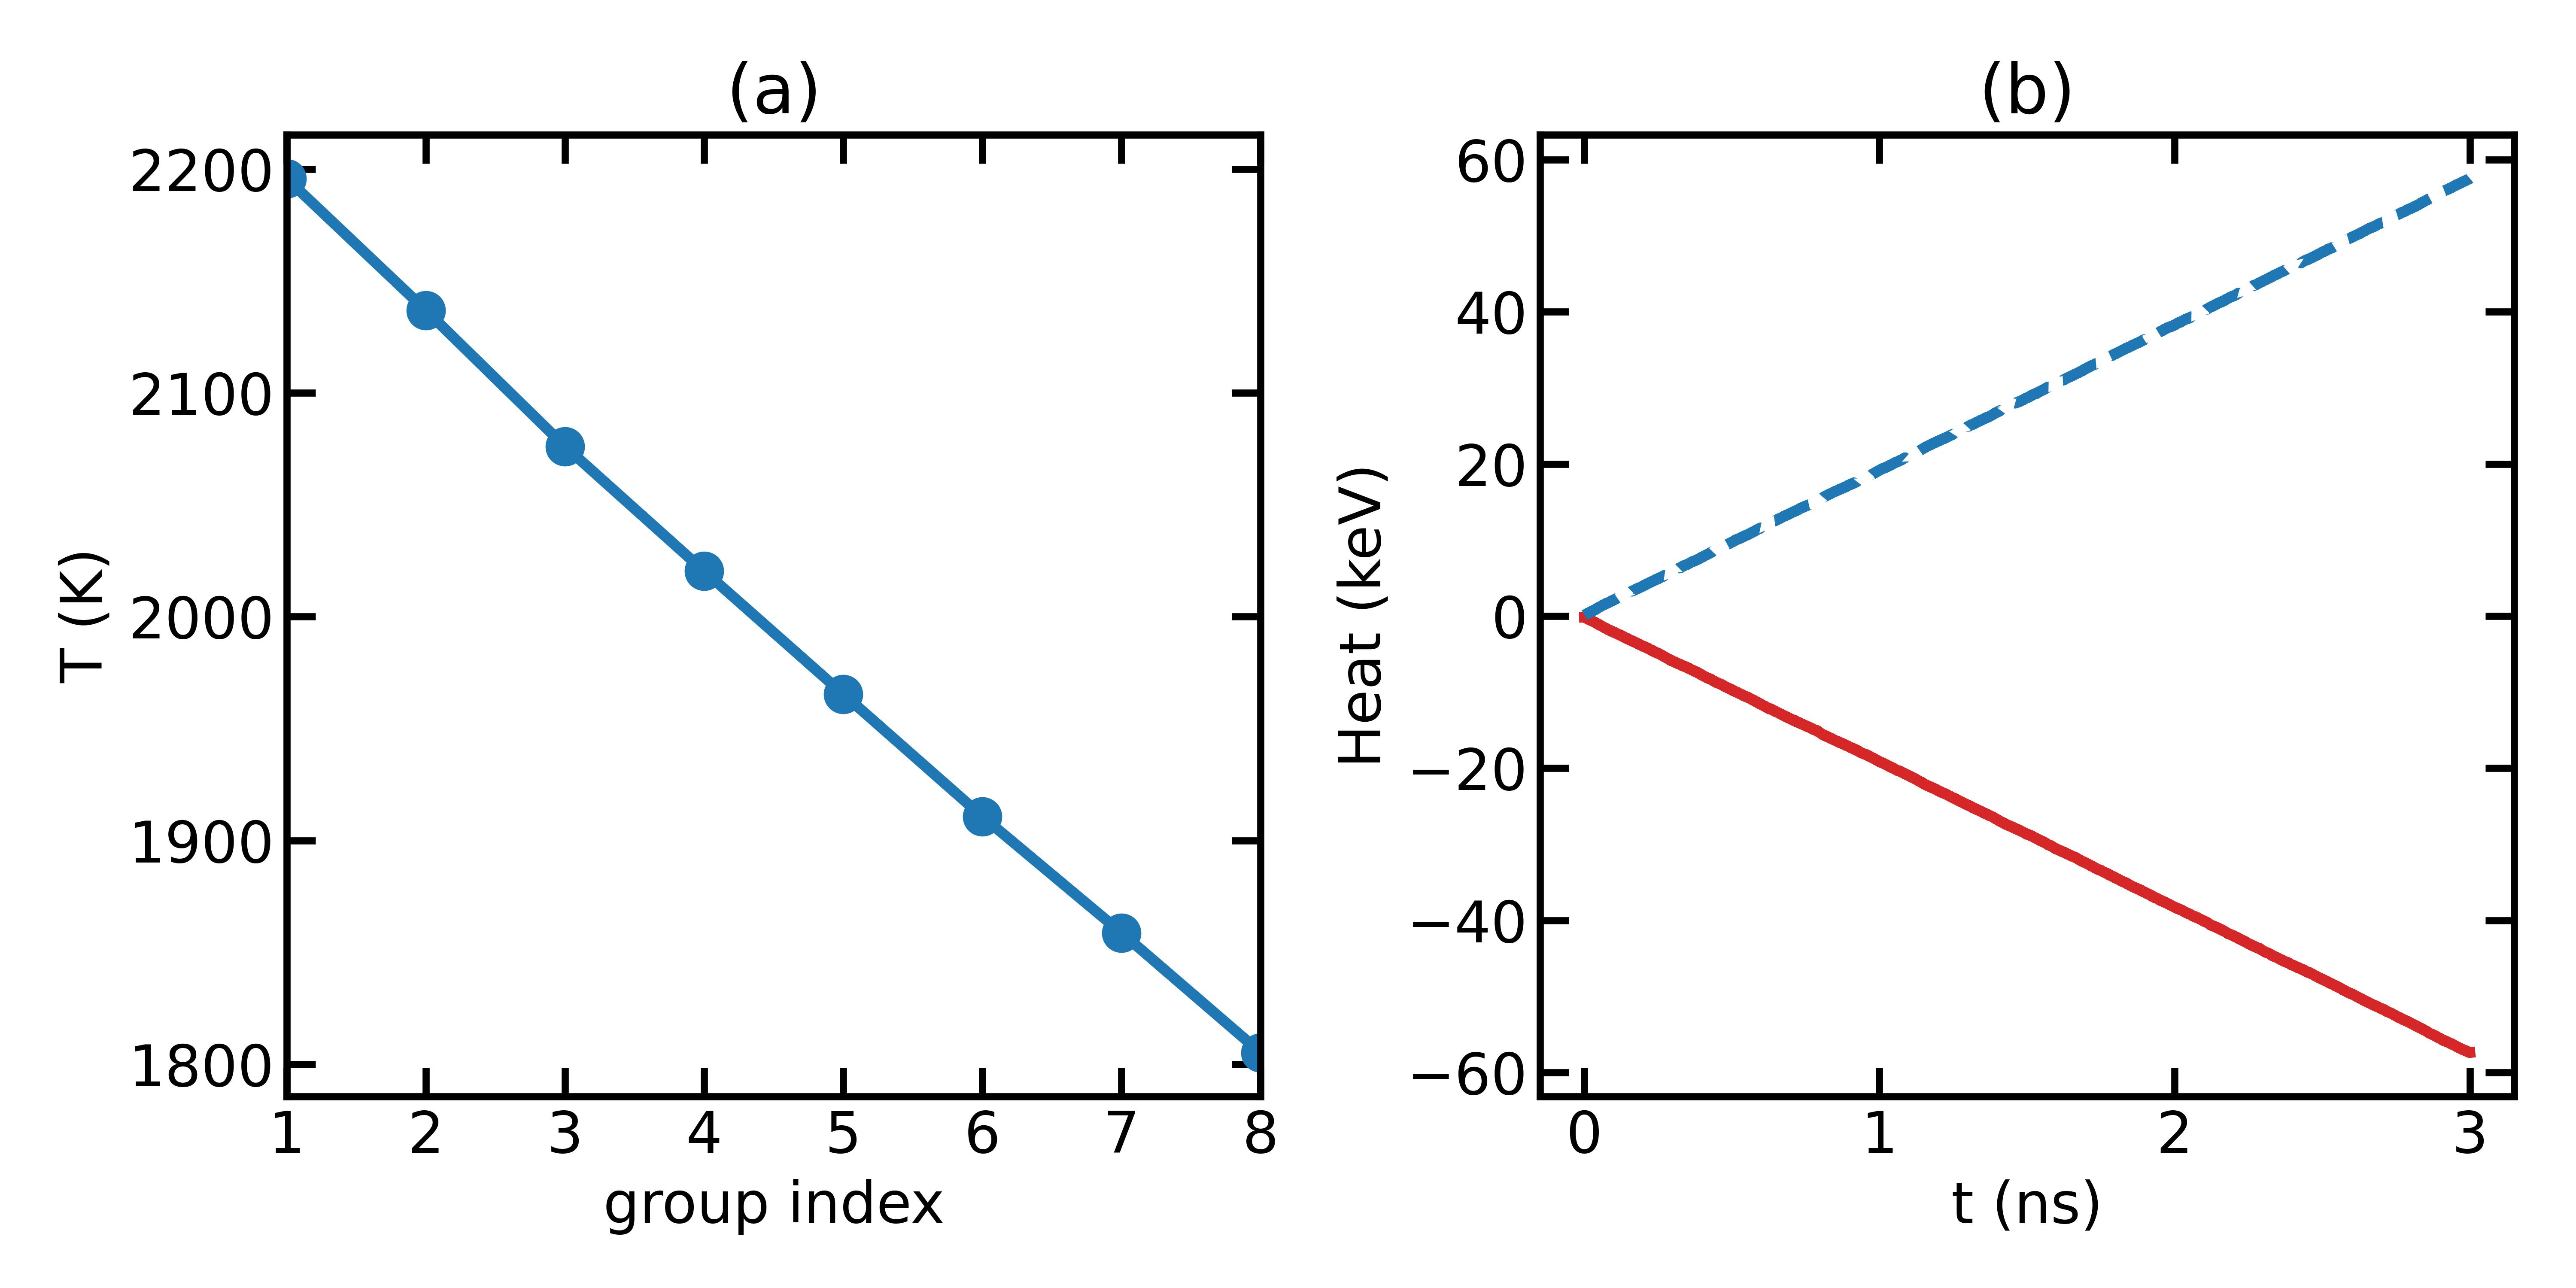 (a)
2200
2100
2000
1900
1800
T (K)
1 2 3 4 5 6 7 8
group index
(b)
60
40
20
0
−20
−40
−60
Heat (keV)
0 1 2 3
t (ns)